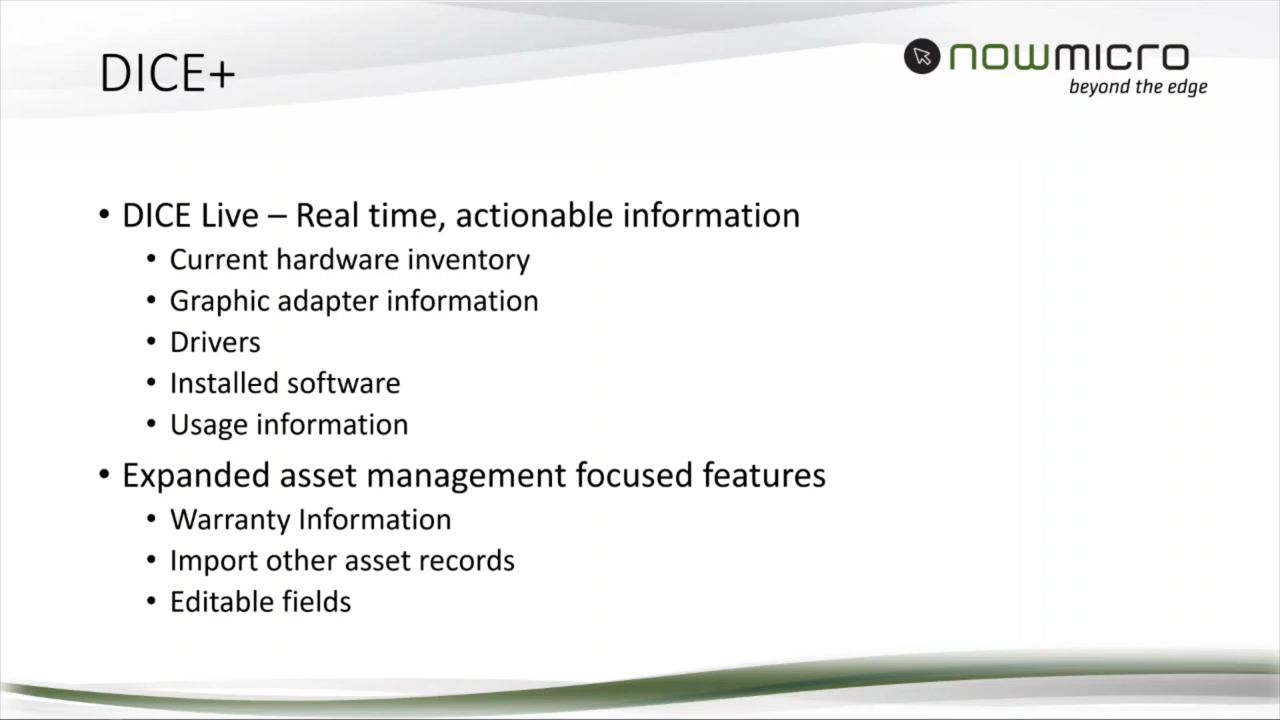 DICE+
nowmicro
beyond the edge
• DICE Live – Real time, actionable information
• Current hardware inventory
• Graphic adapter information
• Drivers
• Installed software
• Usage information
• Expanded asset management focused features
• Warranty Information
• Import other asset records
• Editable fields